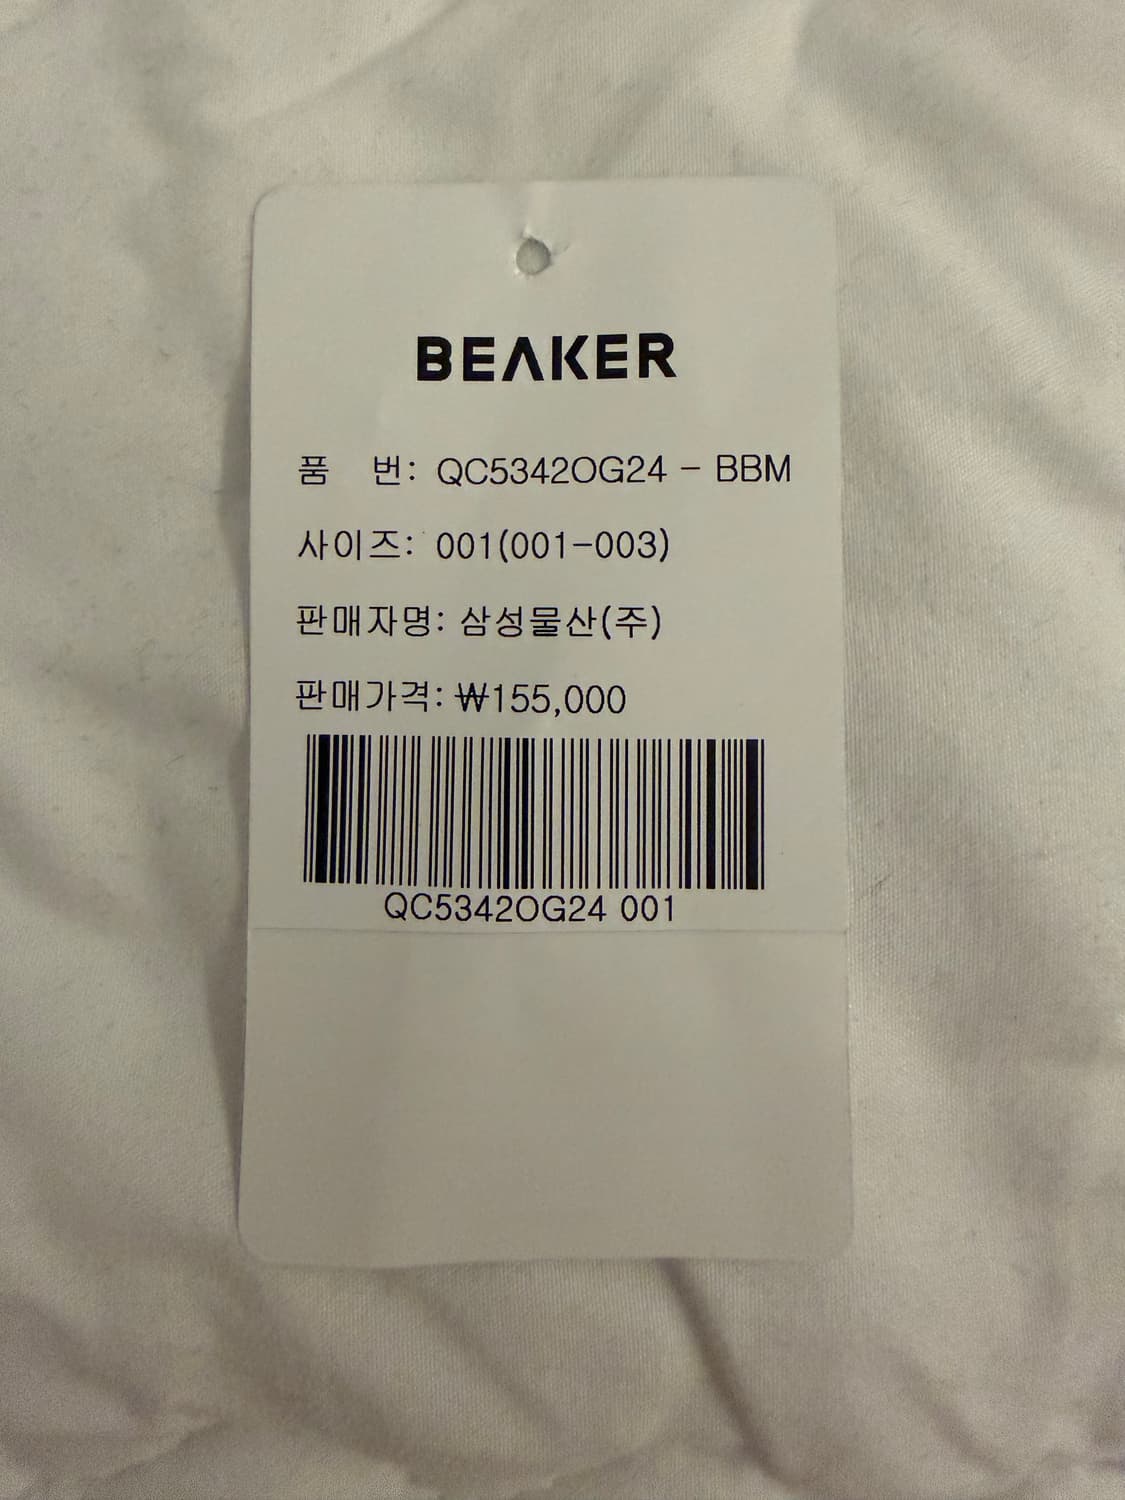 BEAKER
품 번: QC5342OG24 - BBM
사이즈: 001(001-003)
판매자명: 삼성물산(주)
판매가격: ₩155,000
QC5342OG24 001